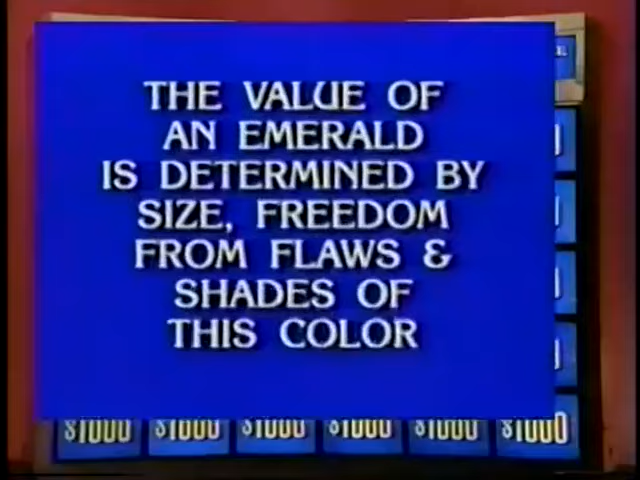 THE VALUE OF
AN EMERALD
IS DETERMINED BY
SIZE, FREEDOM
FROM FLAWS &
SHADES OF
THIS COLOR
$1000 $1000 $1000 $1000 $1000 $1000